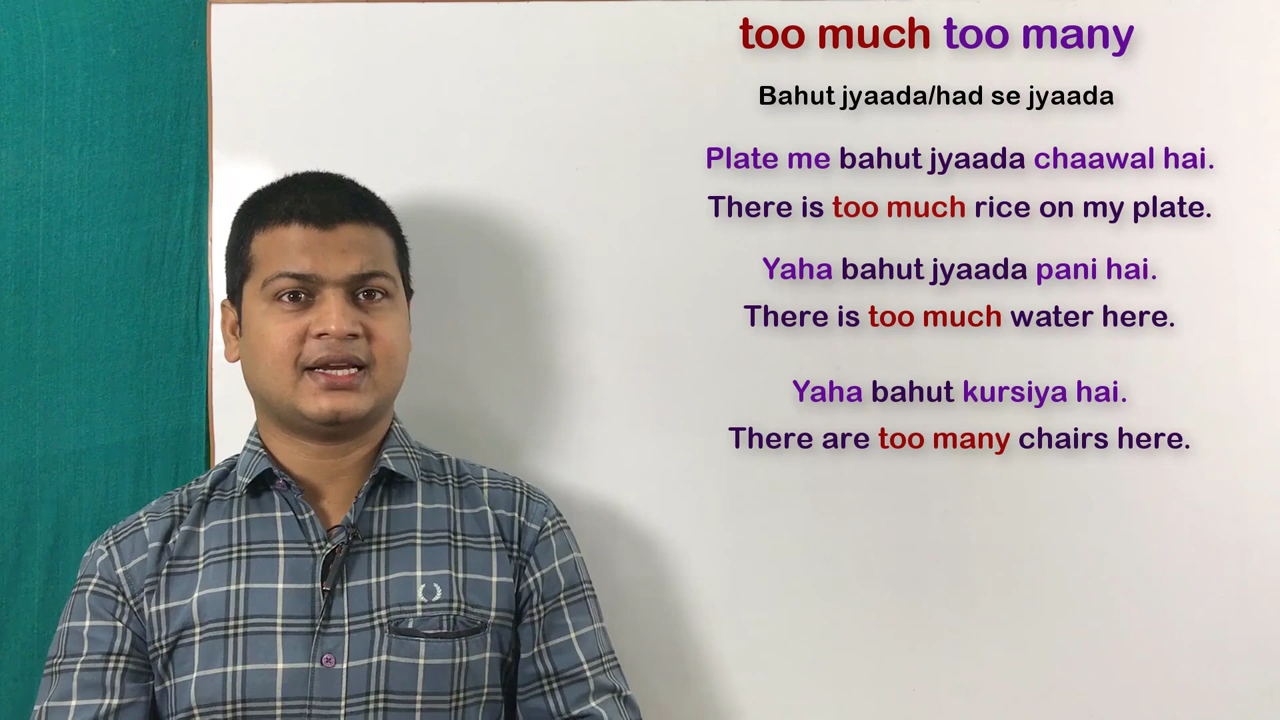 too much too many
Bahut jyaada/had se jyaada
Plate me bahut jyaada chaawal hai.
There is too much rice on my plate.
Yaha bahut jyaada pani hai.
There is too much water here.
Yaha bahut kursiya hai.
There are too many chairs here.